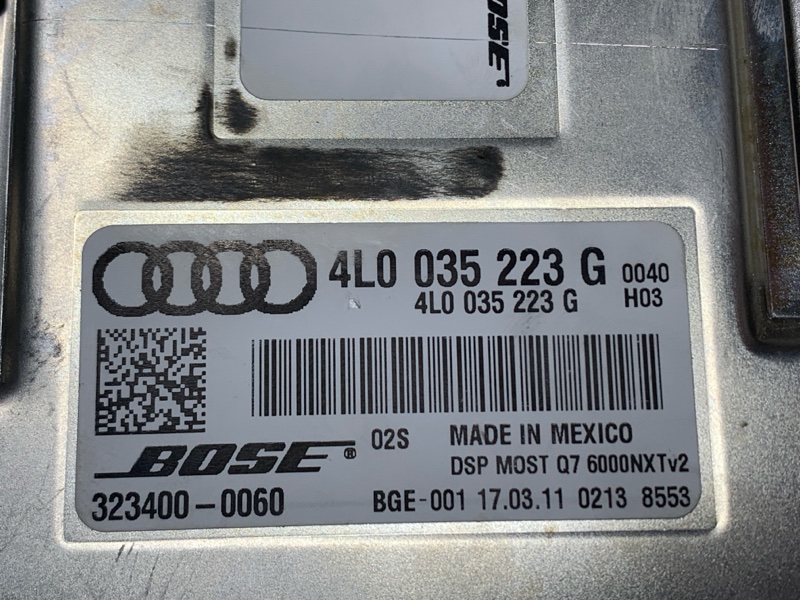 BOSE
4L0 035 223 G 0040
4L0 035 223 G H03
BOSE® 02S MADE IN MEXICO
DSP MOST Q7 6000NXTv2
323400-0060 BGE-001 17.03.11 0213 8553